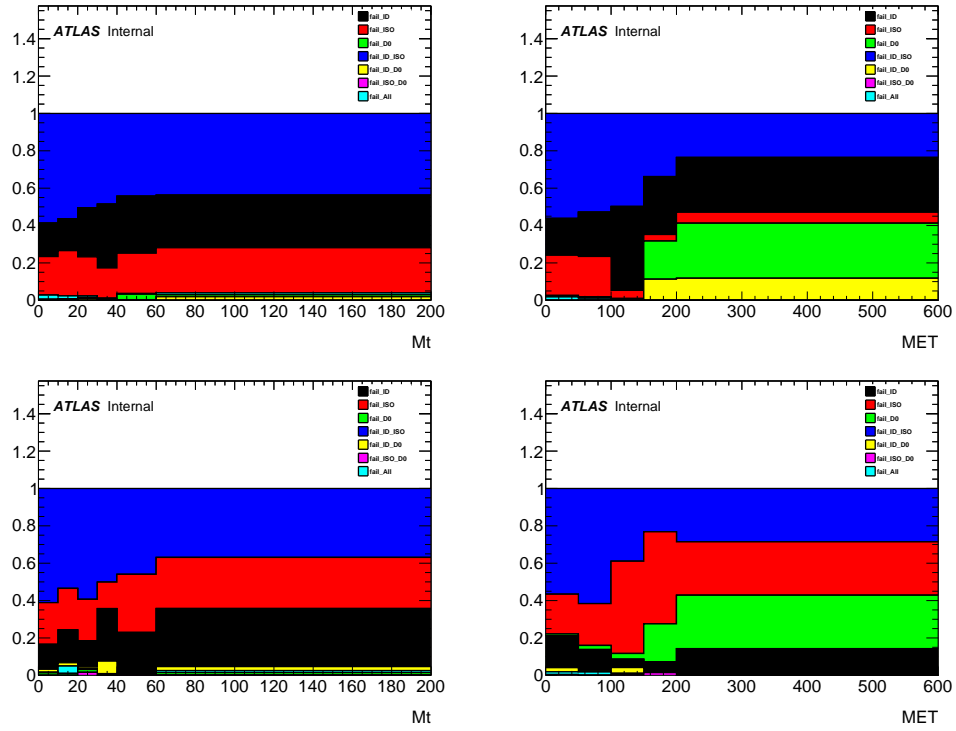 ATLAS Internal
fail_ID
fail_ISO
fail_D0
fail_ID_ISO
fail_ID_D0
fail_ISO_D0
fail_All
1.4
1.2
1
0.8
0.6
0.4
0.2
0
0 20 40 60 80 100 120 140 160 180 200
Mt
ATLAS Internal
fail_ID
fail_ISO
fail_D0
fail_ID_ISO
fail_ID_D0
fail_ISO_D0
fail_All
1.4
1.2
1
0.8
0.6
0.4
0.2
0
0 100 200 300 400 500 600
MET
ATLAS Internal
fail_ID
fail_ISO
fail_D0
fail_ID_ISO
fail_ID_D0
fail_ISO_D0
fail_All
1.4
1.2
1
0.8
0.6
0.4
0.2
0
0 20 40 60 80 100 120 140 160 180 200
Mt
ATLAS Internal
fail_ID
fail_ISO
fail_D0
fail_ID_ISO
fail_ID_D0
fail_ISO_D0
fail_All
1.4
1.2
1
0.8
0.6
0.4
0.2
0
0 100 200 300 400 500 600
MET